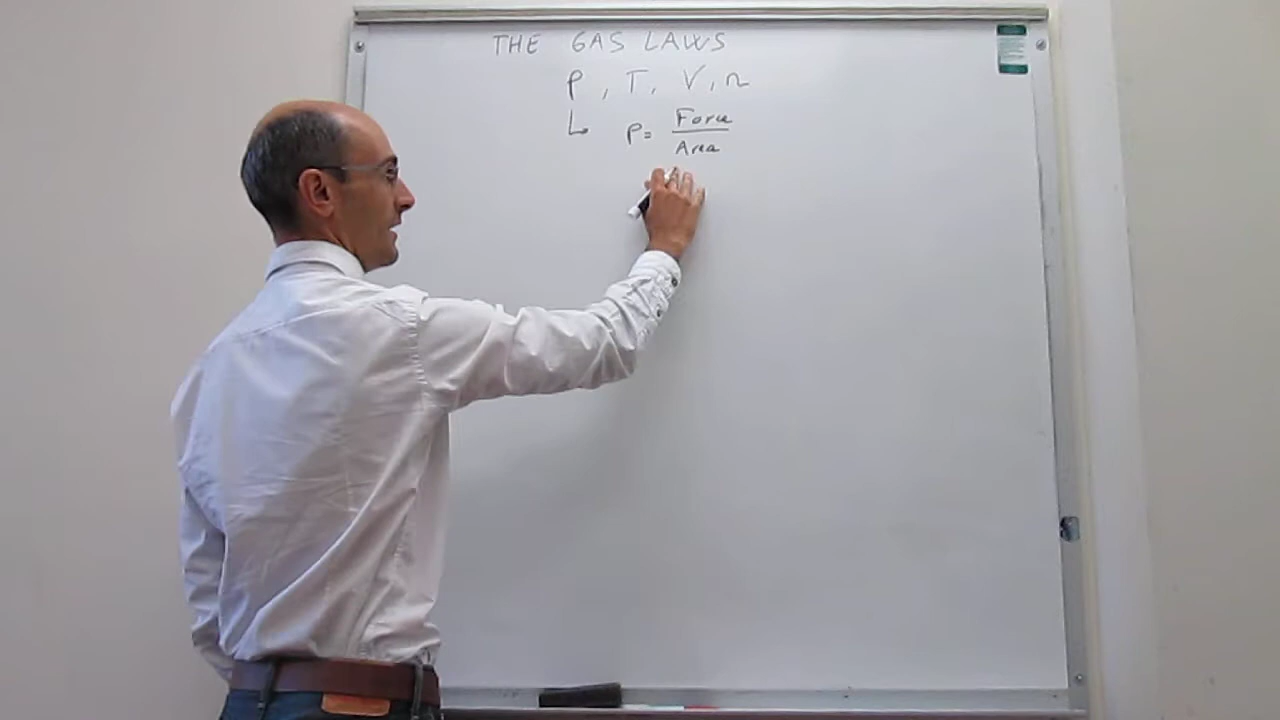 THE GAS LAWS
P, T, V, n
↳ P = Force / Area